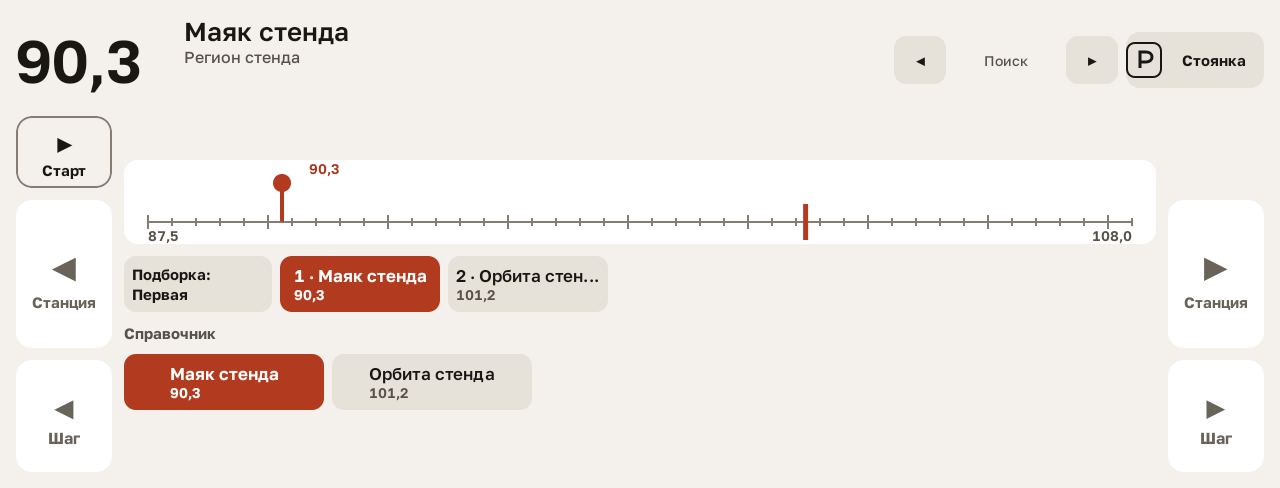 90,3
Маяк стенда
Регион стенда
◄
Поиск
►
P
Стоянка
►
Старт
90,3
87,5
108,0
◄
Станция
►
Станция
Подборка:
Первая
1 · Маяк стенда
90,3
2 · Орбита стен...
101,2
Справочник
Маяк стенда
90,3
Орбита стенда
101,2
◄
Шаг
►
Шаг